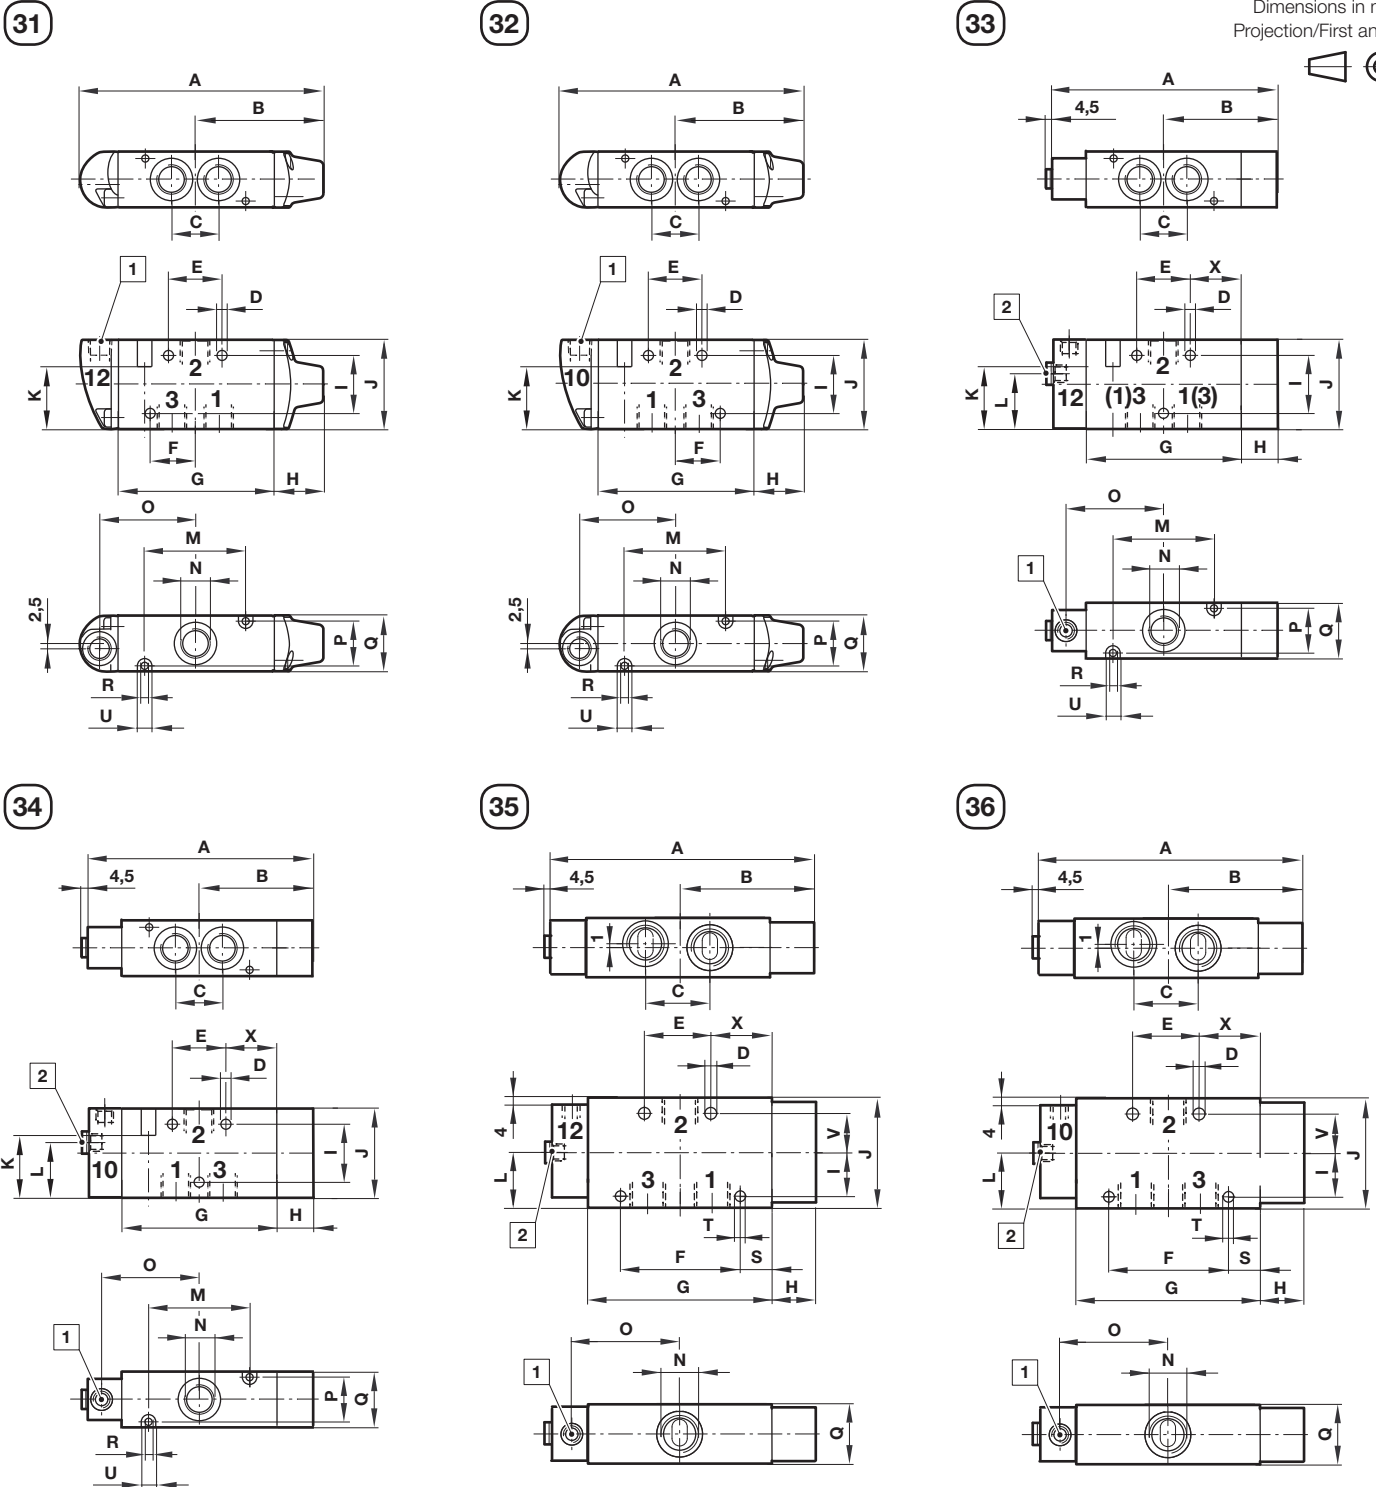 31
32
33
Dimensions in
Projection/First
A
B
C
1
E
D
12
2
3
1
K
I
J
F
G
H
O
M
N
2,5
P
Q
R
U
A
B
C
1
E
D
10
2
1
3
K
I
J
F
G
H
O
M
N
2,5
P
Q
R
U
A
4,5
B
C
E
X
D
2
2
12
(1)3
1(3)
K
L
I
J
G
H
O
M
N
1
P
Q
R
U
34
35
36
A
4,5
B
C
E
X
D
2
2
10
1
3
K
L
I
J
G
H
O
M
N
1
P
Q
R
U
A
4,5
B
1
C
E
X
D
4
12
2
V
J
L
3
1
I
2
T
F
S
G
H
O
N
1
Q
A
4,5
B
1
C
E
X
D
4
10
2
V
J
L
1
3
I
2
T
F
S
G
H
O
N
1
Q